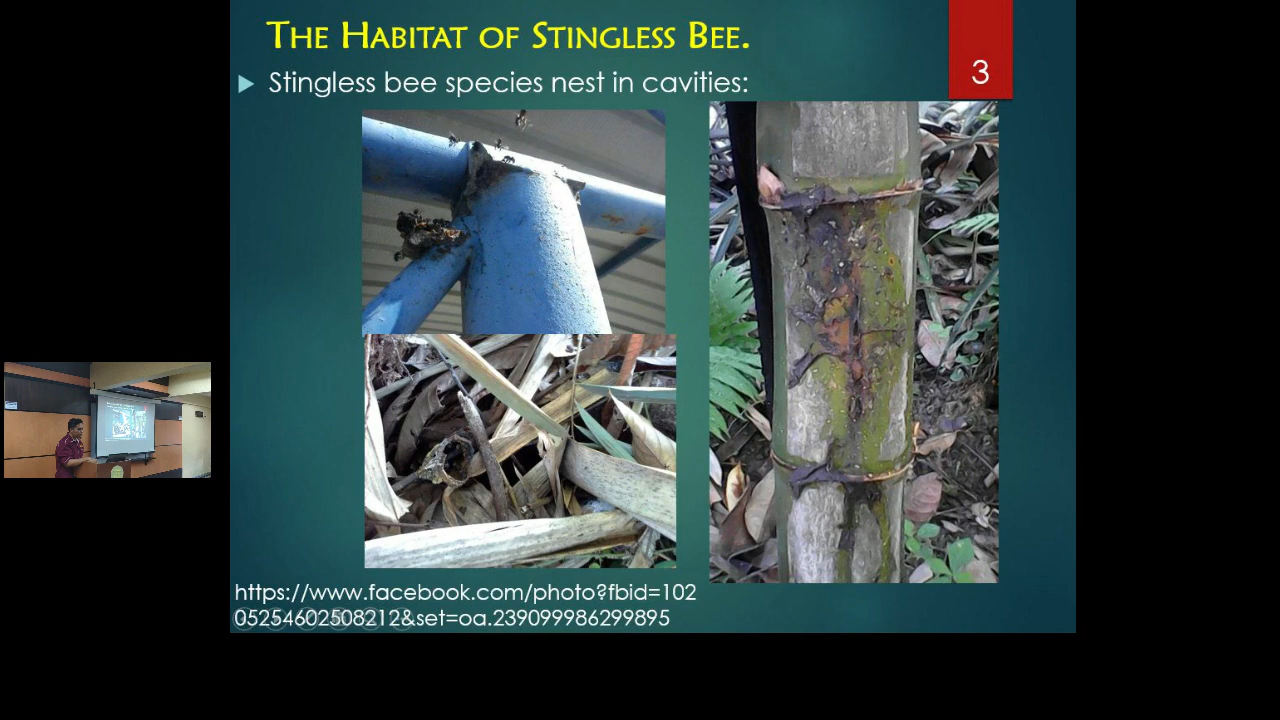 THE HABITAT OF STINGLESS BEE.
3
Stingless bee species nest in cavities:
https://www.facebook.com/photo?fbid=102
05254602508212&set=oa.239099986299895